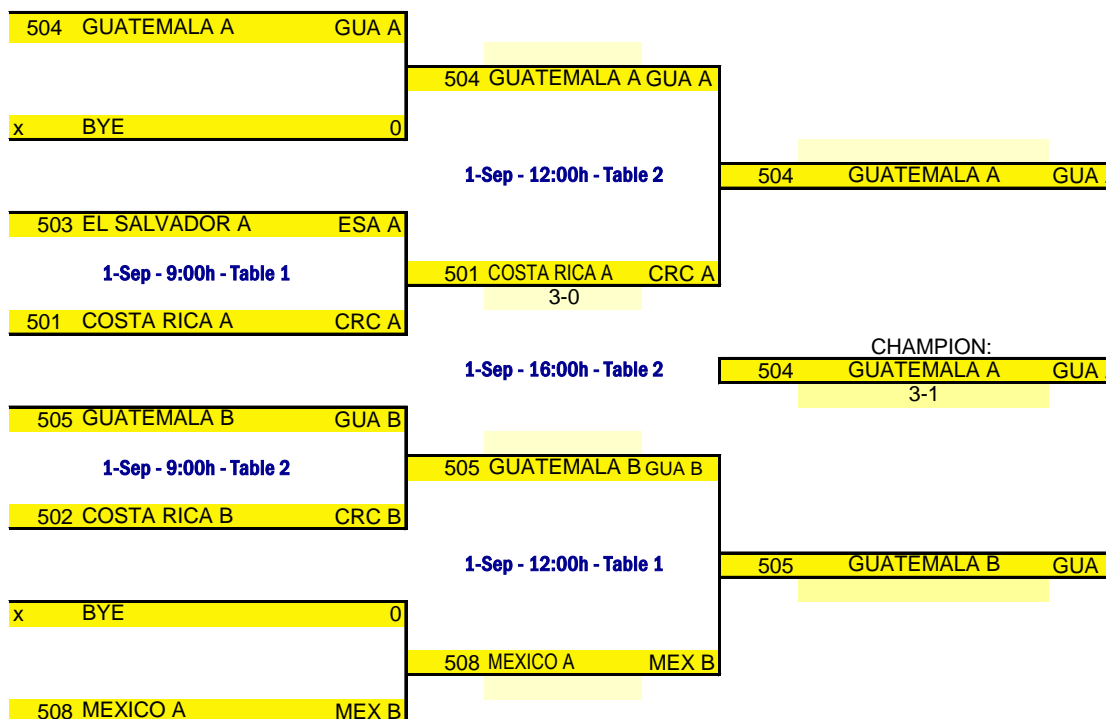 504 GUATEMALA A GUA A
504 GUATEMALA A GUA A
x BYE 0
1-Sep - 12:00h - Table 2
504 GUATEMALA A GUA
503 EL SALVADOR A ESA A
1-Sep - 9:00h - Table 1
501 COSTA RICA A CRC A
3-0
501 COSTA RICA A CRC A
CHAMPION:
1-Sep - 16:00h - Table 2
504 GUATEMALA A GUA
3-1
505 GUATEMALA B GUA B
1-Sep - 9:00h - Table 2
505 GUATEMALA B GUA B
502 COSTA RICA B CRC B
1-Sep - 12:00h - Table 1
505 GUATEMALA B GUA
x BYE 0
508 MEXICO A MEX B
508 MEXICO A MEX B